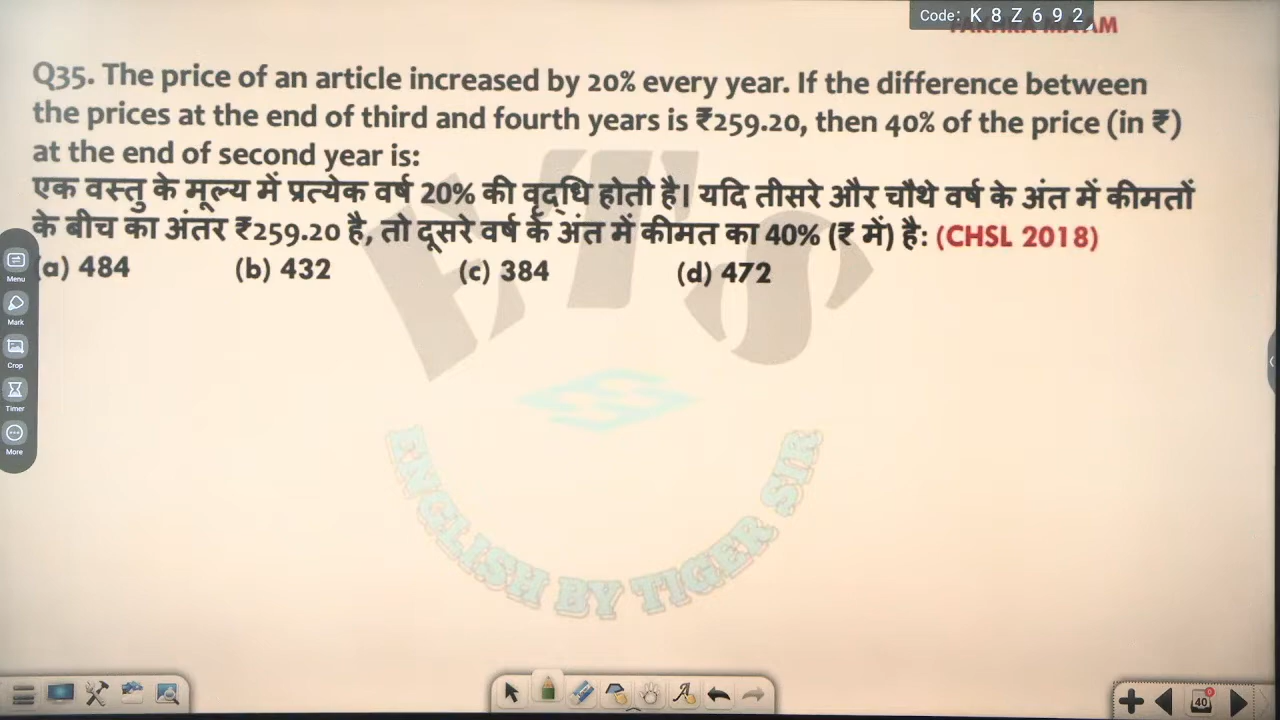 Code: K 8 Z 6 9 2
Q35. The price of an article increased by 20% every year. If the difference between
the prices at the end of third and fourth years is ₹259.20, then 40% of the price (in ₹)
at the end of second year is:
एक वस्तु के मूल्य में प्रत्येक वर्ष 20% की वृद्धि होती है। यदि तीसरे और चौथे वर्ष के अंत में कीमतों
के बीच का अंतर ₹259.20 है, तो दूसरे वर्ष के अंत में कीमत का 40% (₹ में) है: (CHSL 2018)
(a) 484 (b) 432 (c) 384 (d) 472
ETS
ENGLISH BY TIGER SIR
Menu
Mark
Crop
Timer
More
40